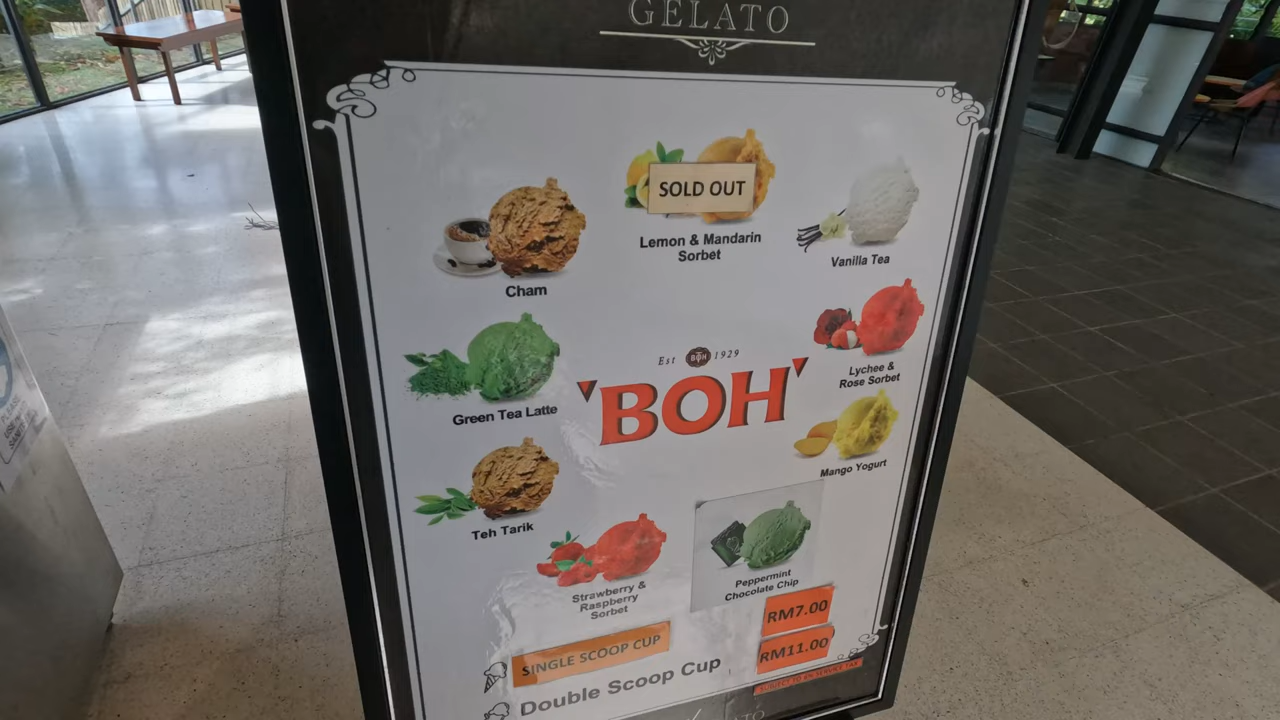 GELATO
SOLD OUT
Lemon & Mandarin
Sorbet
Vanilla Tea
Cham
Est BOH 1929
'BOH'
Lychee &
Rose Sorbet
Green Tea Latte
Mango Yogurt
Teh Tarik
Strawberry &
Raspberry
Sorbet
Peppermint
Chocolate Chip
SINGLE SCOOP CUP
RM7.00
Double Scoop Cup
RM11.00